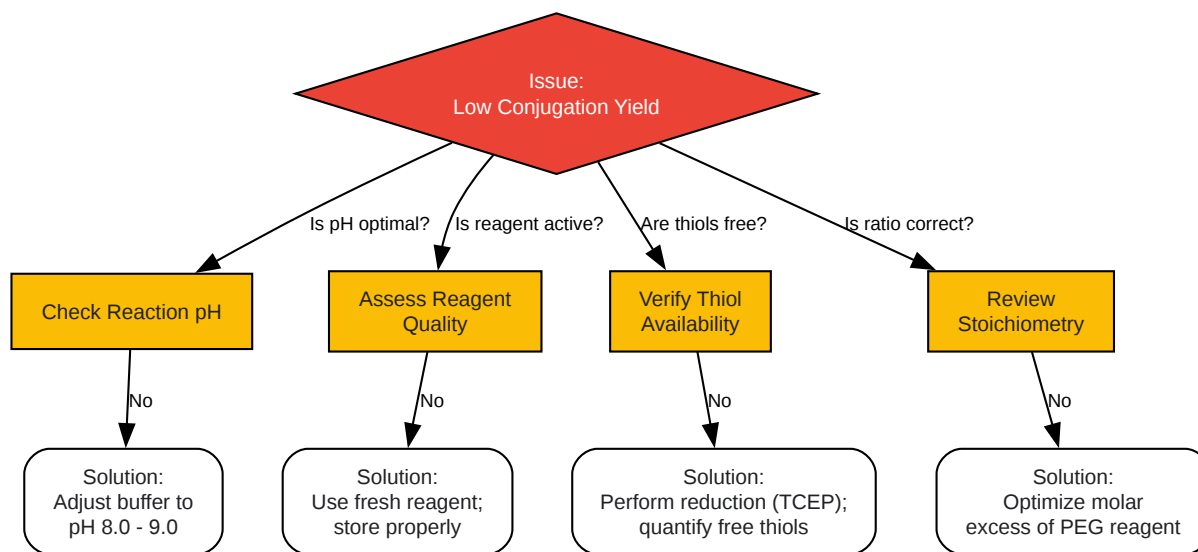 Issue:
Low Conjugation Yield
Is pH optimal?
Is reagent active?
Are thiols free?
Is ratio correct?
Check Reaction pH
Assess Reagent
Quality
Verify Thiol
Availability
Review
Stoichiometry
No
No
No
No
Solution:
Adjust buffer to
pH 8.0 - 9.0
Solution:
Use fresh reagent;
store properly
Solution:
Perform reduction (TCEP);
quantify free thiols
Solution:
Optimize molar
excess of PEG reagent